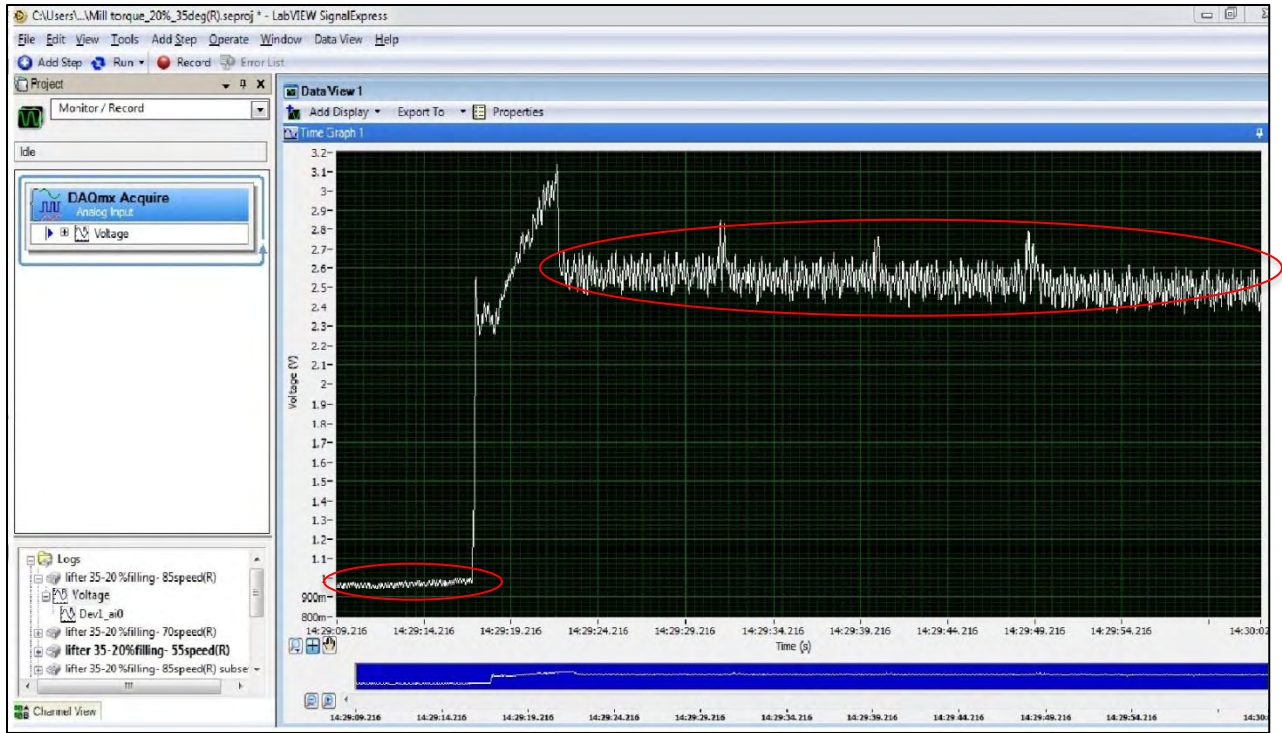 C:\Users\...\Mill torque_20%_35deg(R).seproj * - LabVIEW SignalExpress
File Edit View Tools Add Step Operate Window Data View Help
Add Step Run Record Error List
Project
Monitor / Record
Idle
DAQmx Acquire
Analog Input
Voltage
Logs
lifter 35-20 %filling- 85speed(R)
Voltage
Dev1_ai0
lifter 35-20 %filling- 70speed(R)
lifter 35-20%filling- 55speed(R)
lifter 35-20 %filling- 85speed(R) subse
Channel View
Data View 1
Add Display Export To Properties
Time Graph 1
Voltage (V)
3.2
3.1
3
2.9
2.8
2.7
2.6
2.5
2.4
2.3
2.2
2.1
2
1.9
1.8
1.7
1.6
1.5
1.4
1.3
1.2
1.1
1
900m
800m
14:29:09.216 14:29:14.216 14:29:19.216 14:29:24.216 14:29:29.216 14:29:34.216 14:29:39.216 14:29:44.216 14:29:49.216 14:29:54.216 14:30:02
Time (s)
14:29:09.216 14:29:14.216 14:29:19.216 14:29:24.216 14:29:29.216 14:29:34.216 14:29:39.216 14:29:44.216 14:29:49.216 14:29:54.216 14:30: